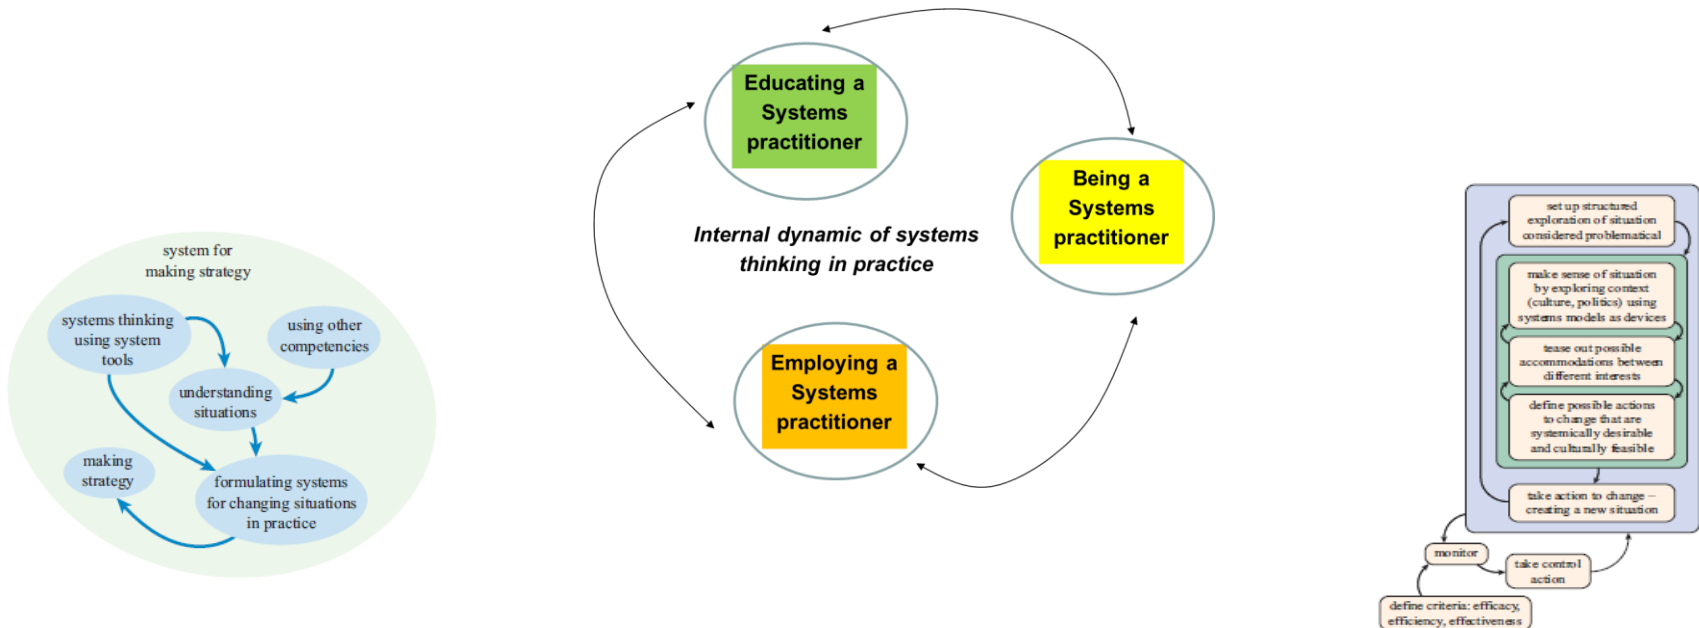 system for
making strategy
systems thinking
using system
tools
using other
competencies
understanding
situations
making
strategy
formulating systems
for changing situations
in practice
Educating a
Systems
practitioner
Being a
Systems
practitioner
Internal dynamic of systems
thinking in practice
Employing a
Systems
practitioner
set up structured
exploration of situation
considered problematical
make sense of situation
by exploring context
(culture, politics) using
systems models as devices
tease out possible
accommodations between
different interests
define possible actions
to change that are
systemically desirable
and culturally feasible
take action to change –
creating a new situation
monitor
take control
action
define criteria: efficacy,
efficiency, effectiveness